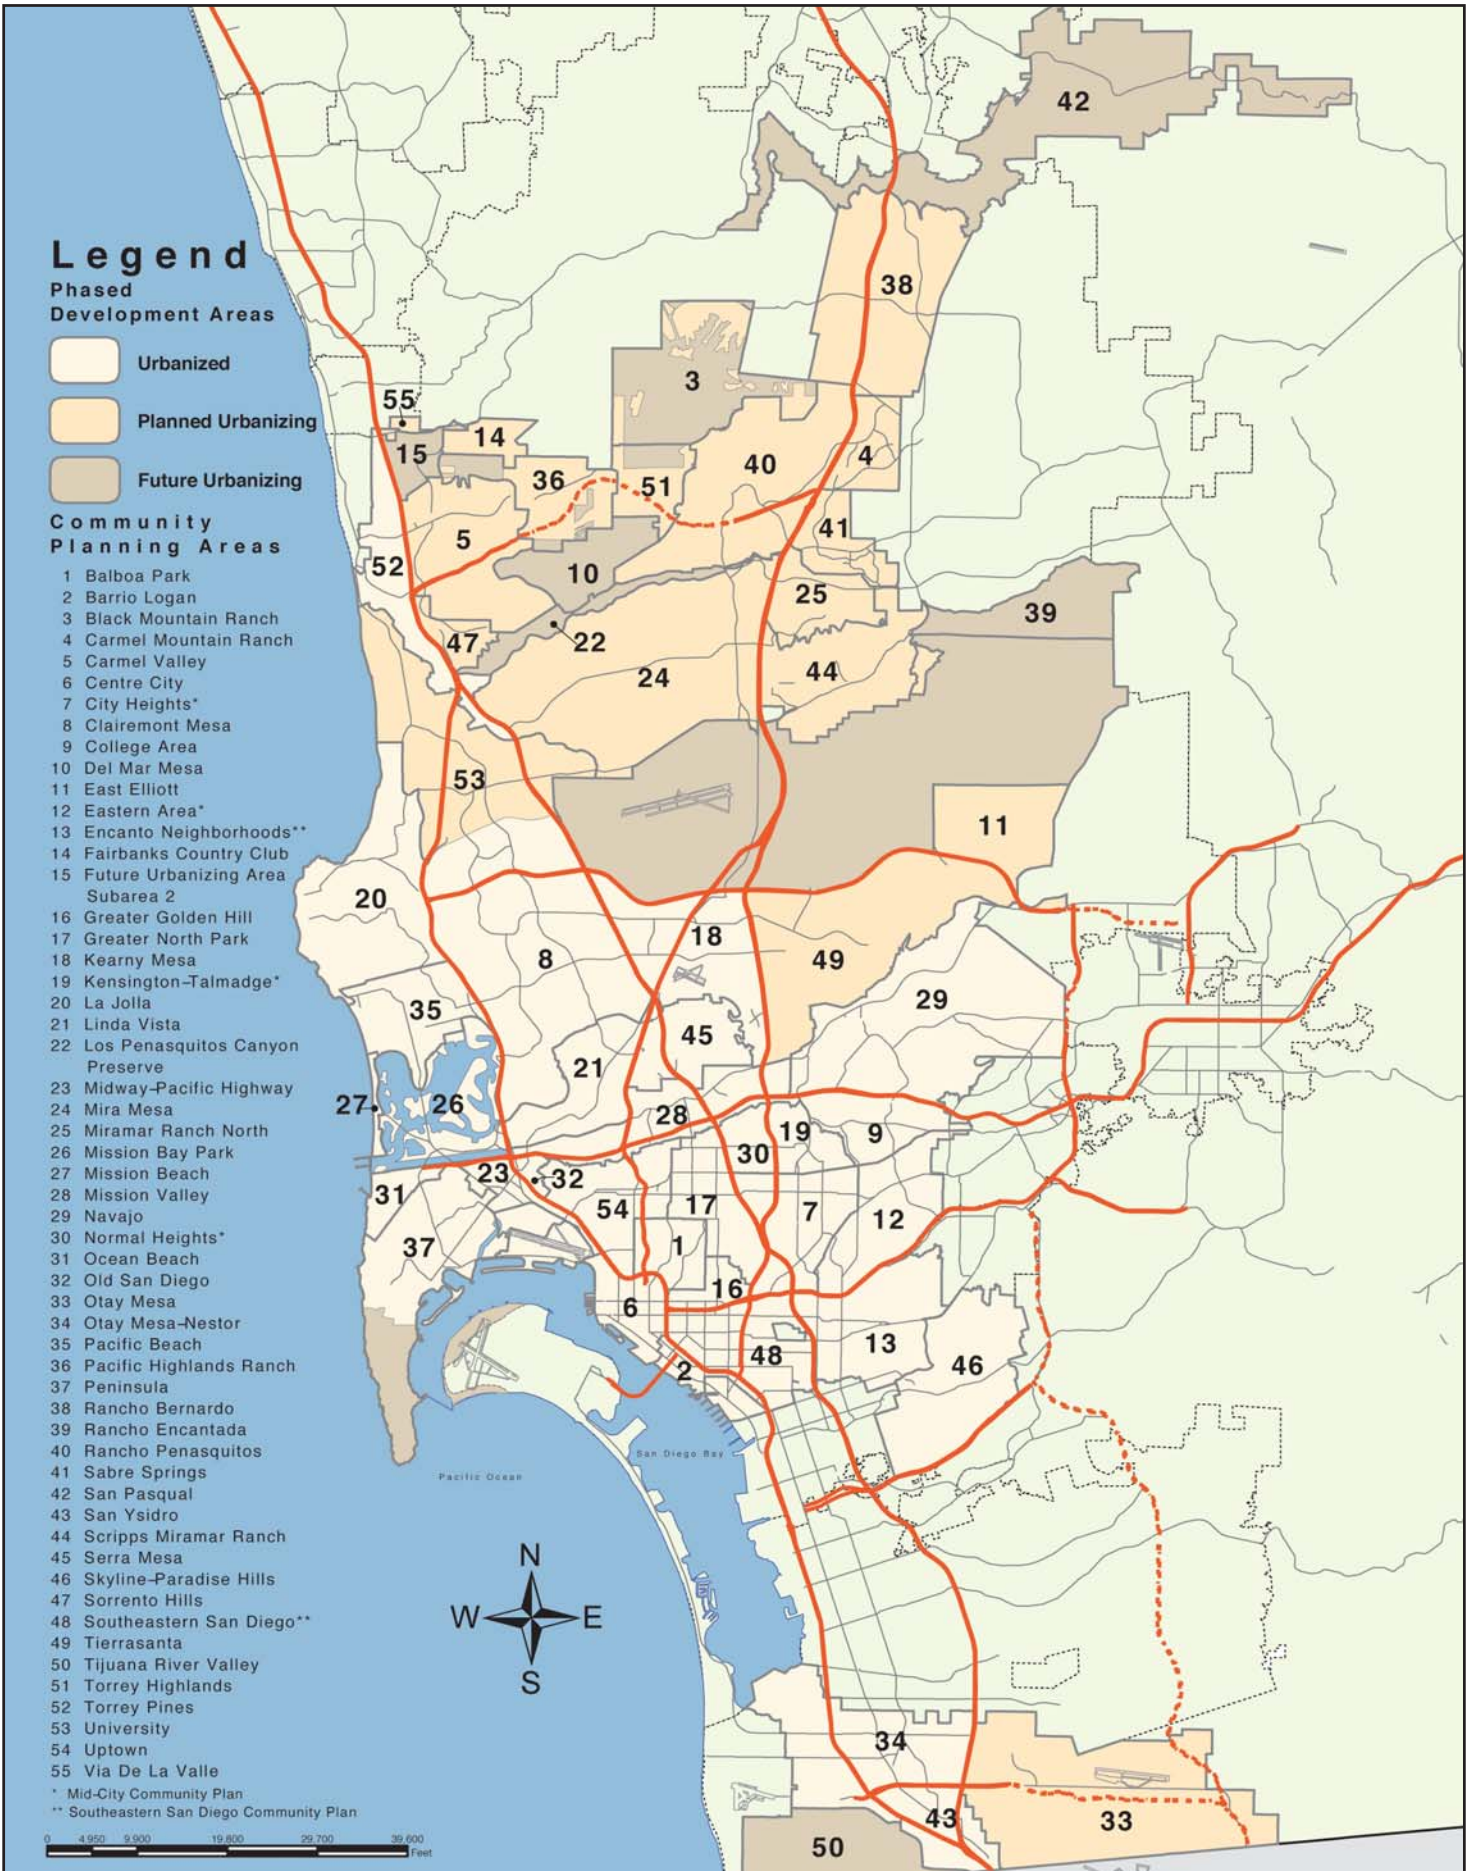 Legend
Phased
Development Areas
Urbanized
Planned Urbanizing
Future Urbanizing
Community
Planning Areas
1 Balboa Park
2 Barrio Logan
3 Black Mountain Ranch
4 Carmel Mountain Ranch
5 Carmel Valley
6 Centre City
7 City Heights*
8 Clairemont Mesa
9 College Area
10 Del Mar Mesa
11 East Elliott
12 Eastern Area*
13 Encanto Neighborhoods**
14 Fairbanks Country Club
15 Future Urbanizing Area
Subarea 2
16 Greater Golden Hill
17 Greater North Park
18 Kearny Mesa
19 Kensington-Talmadge*
20 La Jolla
21 Linda Vista
22 Los Penasquitos Canyon
Preserve
23 Midway-Pacific Highway
24 Mira Mesa
25 Miramar Ranch North
26 Mission Bay Park
27 Mission Beach
28 Mission Valley
29 Navajo
30 Normal Heights*
31 Ocean Beach
32 Old San Diego
33 Otay Mesa
34 Otay Mesa-Nestor
35 Pacific Beach
36 Pacific Highlands Ranch
37 Peninsula
38 Rancho Bernardo
39 Rancho Encantada
40 Rancho Penasquitos
41 Sabre Springs
42 San Pasqual
43 San Ysidro
44 Scripps Miramar Ranch
45 Serra Mesa
46 Skyline-Paradise Hills
47 Sorrento Hills
48 Southeastern San Diego**
49 Tierrasanta
50 Tijuana River Valley
51 Torrey Highlands
52 Torrey Pines
53 University
54 Uptown
55 Via De La Valle
* Mid-City Community Plan
** Southeastern San Diego Community Plan
0 4,950 9,900 19,800 29,700 39,600
Feet
42
38
3
55
15
14
36
51
40
4
41
5
52
10
25
39
47
22
24
44
53
11
20
8
18
49
29
35
45
21
27
26
28
19
9
30
23
32
31
54
17
7
12
37
1
16
6
13
48
46
2
San Diego Bay
Pacific Ocean
N
W E
S
34
43
33
50